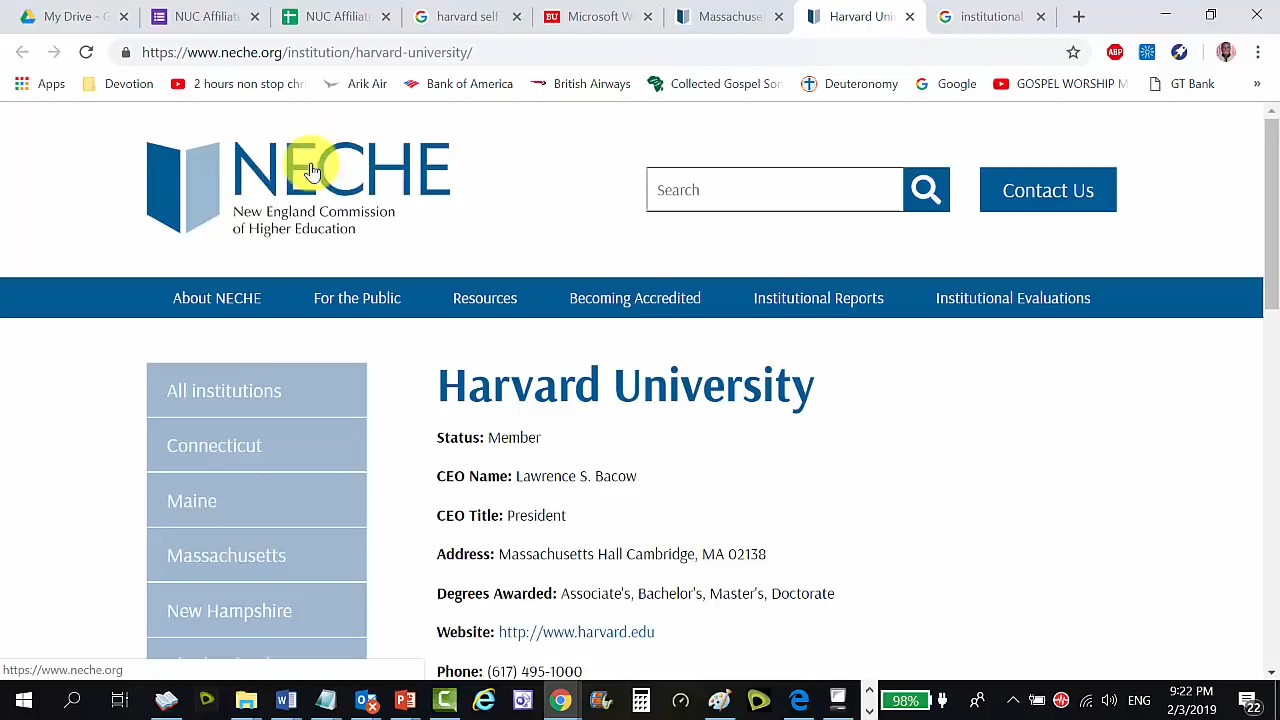 My Drive - G
NUC Affiliat
NUC Affiliat
harvard self
BU
Microsoft W
Massachuse
Harvard Uni
institutional
https://www.neche.org/institution/harvard-university/
ABP
Apps
Devotion
2 hours non stop ch
Arik Air
Bank of America
British Airways
Collected Gospel Son
Deuteronomy
Google
GOSPEL WORSHIP M
GT Bank
»
NECHE
New England Commission
of Higher Education
Search
Contact Us
About NECHE
For the Public
Resources
Becoming Accredited
Institutional Reports
Institutional Evaluations
All institutions
Connecticut
Maine
Massachusetts
New Hampshire
Harvard University
Status: Member
CEO Name: Lawrence S. Bacow
CEO Title: President
Address: Massachusetts Hall Cambridge, MA 02138
Degrees Awarded: Associate's, Bachelor's, Master's, Doctorate
Website: http://www.harvard.edu
Phone: (617) 495-1000
https://www.neche.org
98%
ENG
9:22 PM
2/3/2019
22